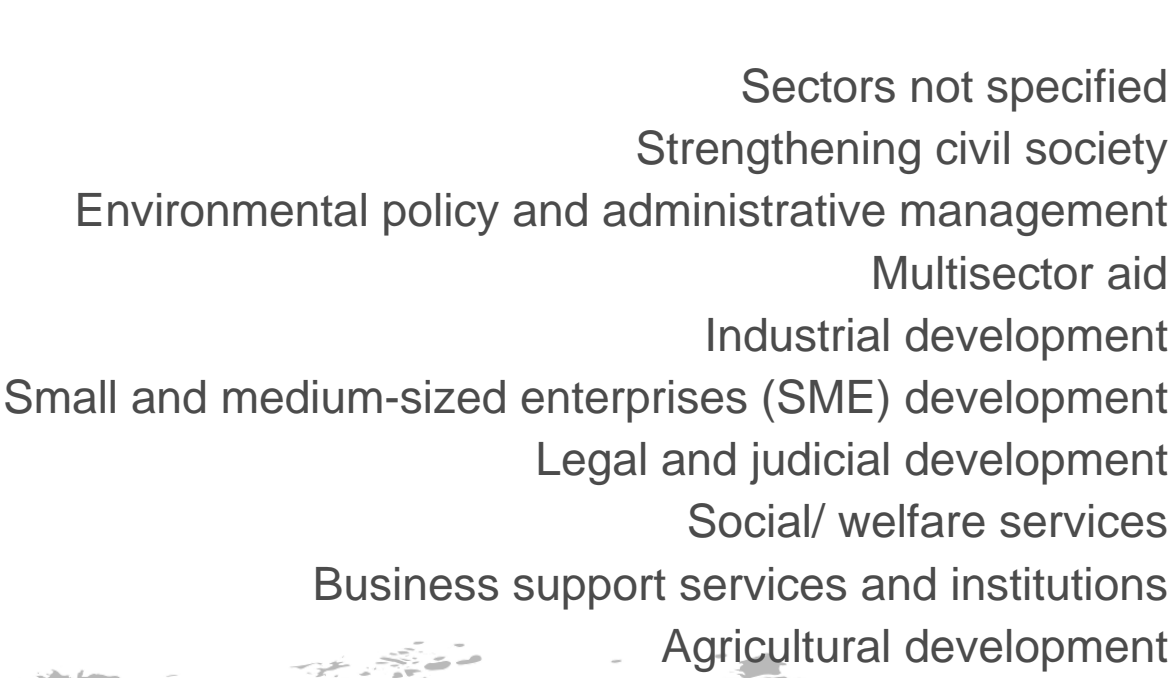 Sectors not specified
Strengthening civil society
Environmental policy and administrative management
Multisector aid
Industrial development
Small and medium-sized enterprises (SME) development
Legal and judicial development
Social/ welfare services
Business support services and institutions
Agricultural development